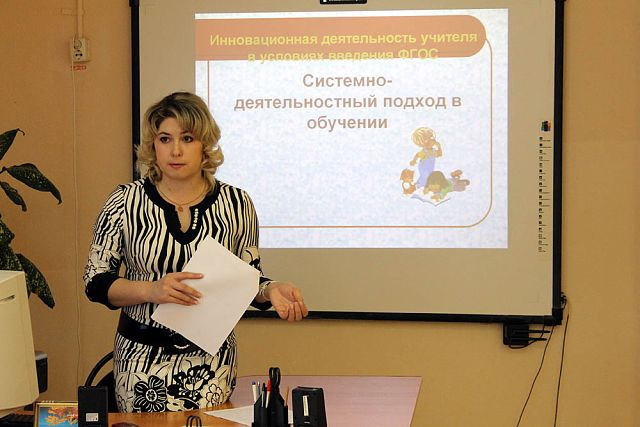 Инновационная деятельность учителя
в условиях введения ФГОС
Системно-
деятельностный подход в
обучении